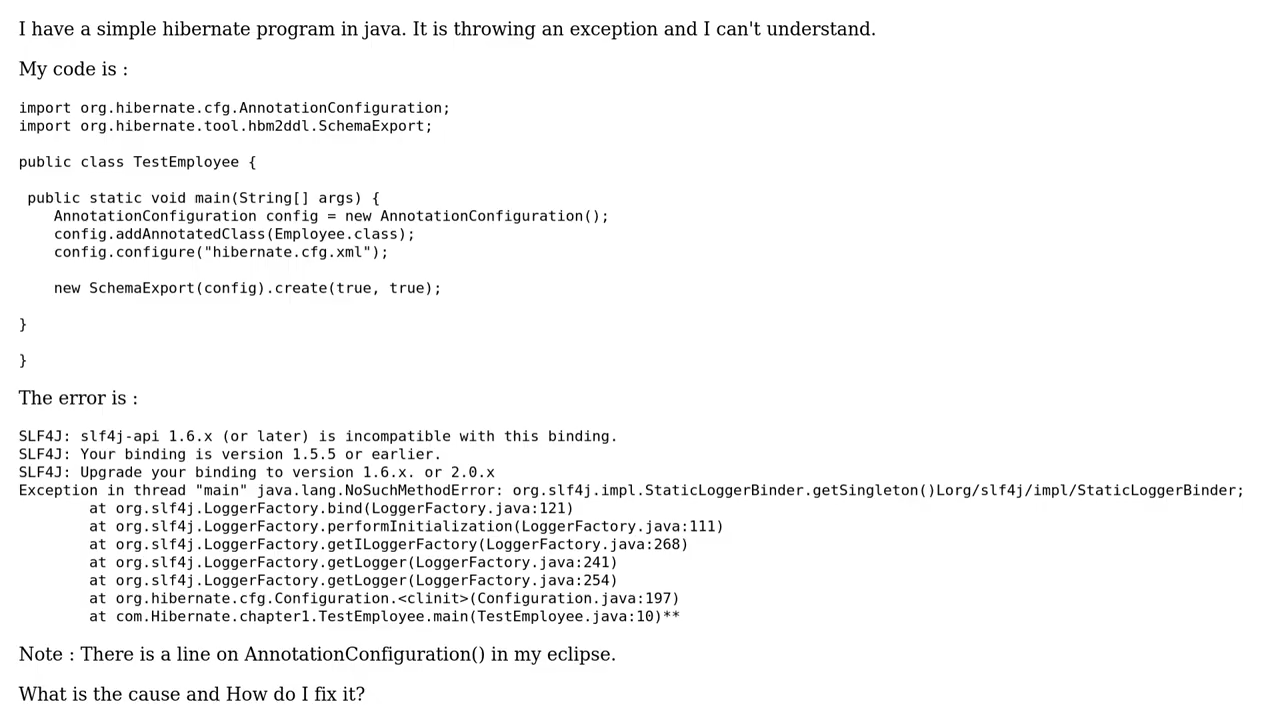 I have a simple hibernate program in java. It is throwing an exception and I can't understand.
My code is :
import org.hibernate.cfg.AnnotationConfiguration;
import org.hibernate.tool.hbm2ddl.SchemaExport;
public class TestEmployee {
public static void main(String[] args) {
AnnotationConfiguration config = new AnnotationConfiguration();
config.addAnnotatedClass(Employee.class);
config.configure("hibernate.cfg.xml");
new SchemaExport(config).create(true, true);
}
}
The error is :
SLF4J: slf4j-api 1.6.x (or later) is incompatible with this binding.
SLF4J: Your binding is version 1.5.5 or earlier.
SLF4J: Upgrade your binding to version 1.6.x. or 2.0.x
Exception in thread "main" java.lang.NoSuchMethodError: org.slf4j.impl.StaticLoggerBinder.getSingleton()Lorg/slf4j/impl/StaticLoggerBinder;
at org.slf4j.LoggerFactory.bind(LoggerFactory.java:121)
at org.slf4j.LoggerFactory.performInitialization(LoggerFactory.java:111)
at org.slf4j.LoggerFactory.getILoggerFactory(LoggerFactory.java:268)
at org.slf4j.LoggerFactory.getLogger(LoggerFactory.java:241)
at org.slf4j.LoggerFactory.getLogger(LoggerFactory.java:254)
at org.hibernate.cfg.Configuration.<clinit>(Configuration.java:197)
at com.Hibernate.chapter1.TestEmployee.main(TestEmployee.java:10)**
Note : There is a line on AnnotationConfiguration() in my eclipse.
What is the cause and How do I fix it?